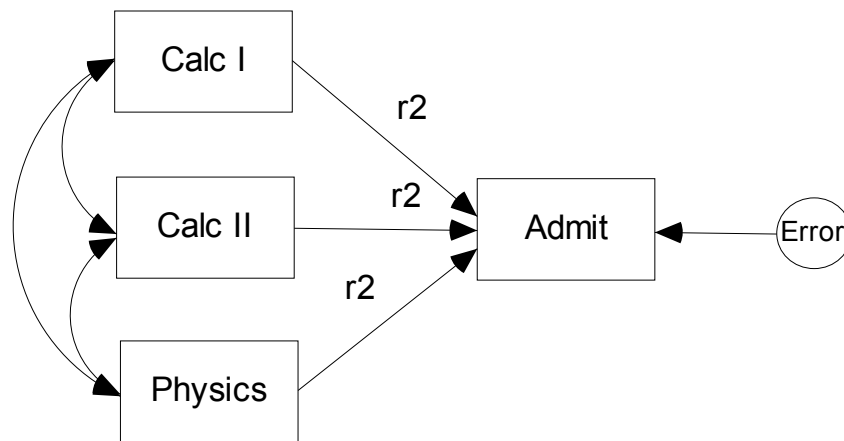 Calc I
r2
Calc II
r2
Admit
Error
r2
Physics